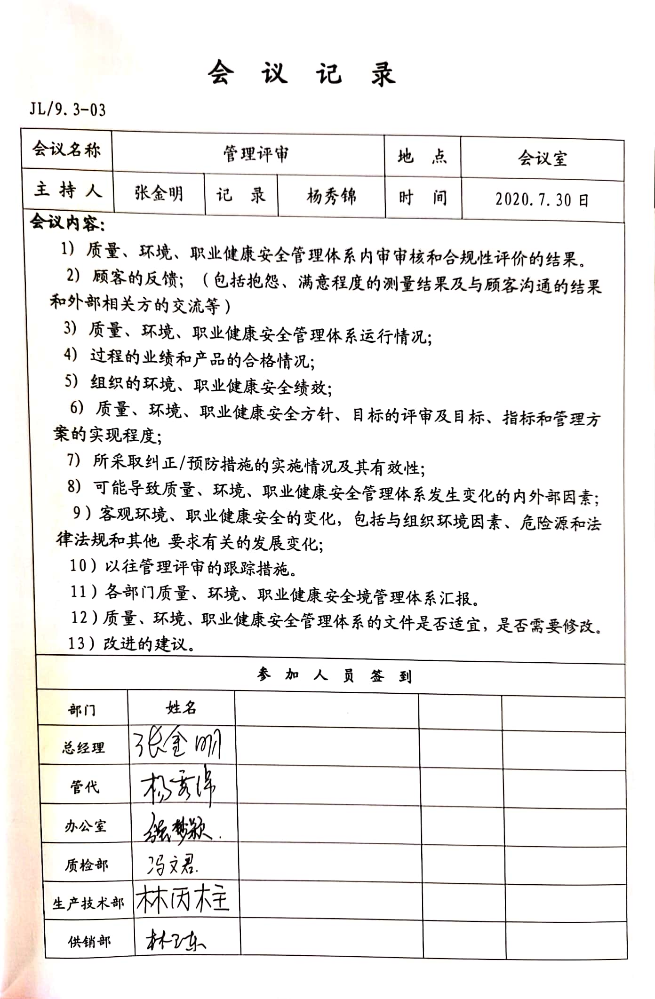 会议记录
JL/9.3-03
会议名称 管理评审 地点 会议室
主持人 张金明 记录 杨秀锦 时间 2020.7.30日
会议内容：
1) 质量、环境、职业健康安全管理体系内审审核和合规性评价的结果。
2) 顾客的反馈；（包括抱怨、满意程度的测量结果及与顾客沟通的结果
和外部相关方的交流等）
3) 质量、环境、职业健康安全管理体系运行情况；
4) 过程的业绩和产品的合格情况；
5) 组织的环境、职业健康安全绩效；
6) 质量、环境、职业健康安全方针、目标的评审及目标、指标和管理方
案的实现程度；
7) 所采取纠正/预防措施的实施情况及其有效性；
8) 可能导致质量、环境、职业健康安全管理体系发生变化的内外部因素；
9）客观环境、职业健康安全的变化，包括与组织环境因素、危险源和法
律法规和其他 要求有关的发展变化；
10）以往管理评审的跟踪措施。
11）各部门质量、环境、职业健康安全境管理体系汇报。
12）质量、环境、职业健康安全管理体系的文件是否适宜，是否需要修改。
13）改进的建议。
参加人员签到
部门 姓名
总经理 张金明
管代 杨秀锦
办公室 张梦颖
质检部 冯文君
生产技术部 林丙柱
供销部